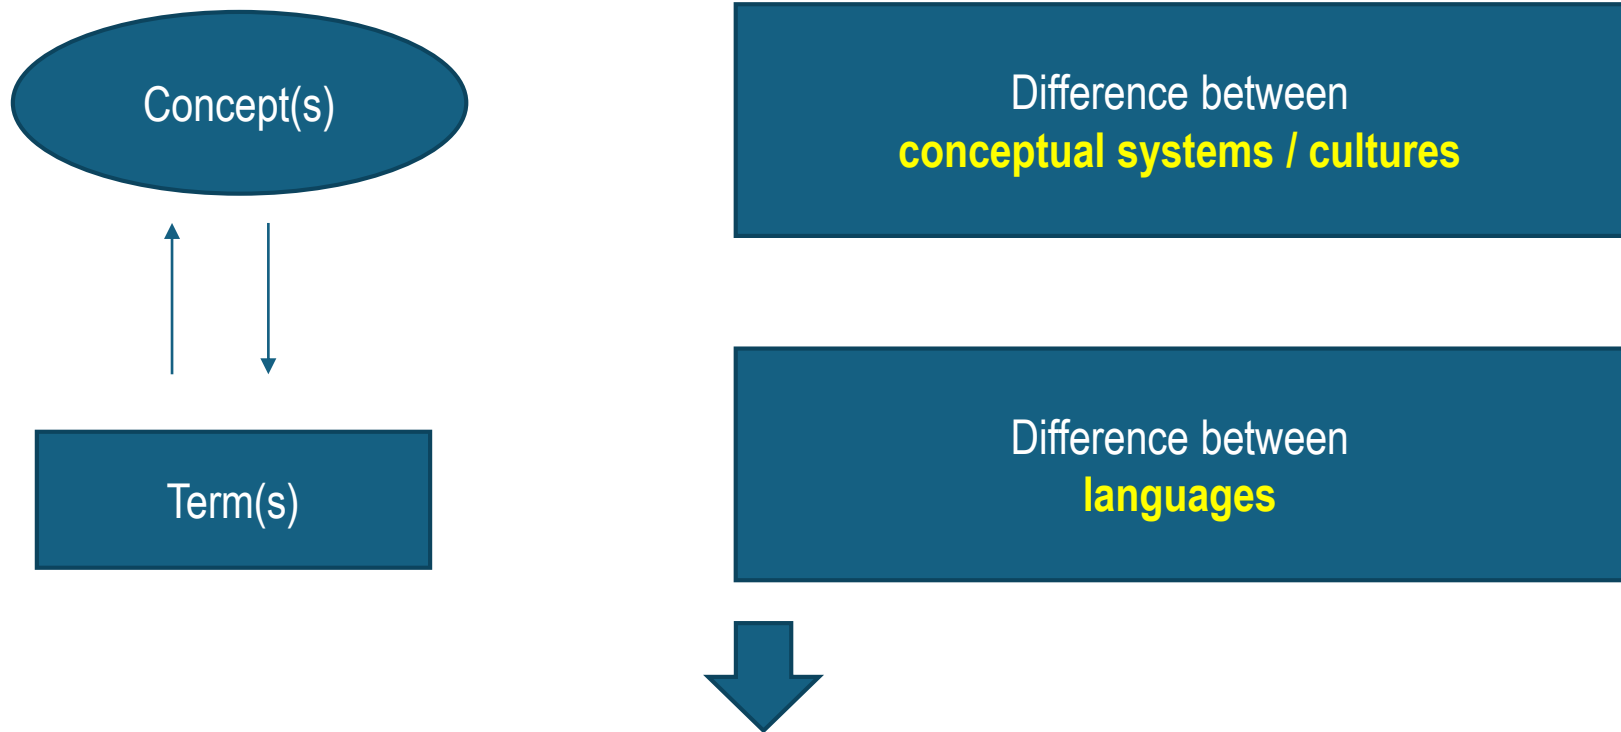 Concept(s)
Difference between
conceptual systems / cultures
Difference between
languages
Term(s)